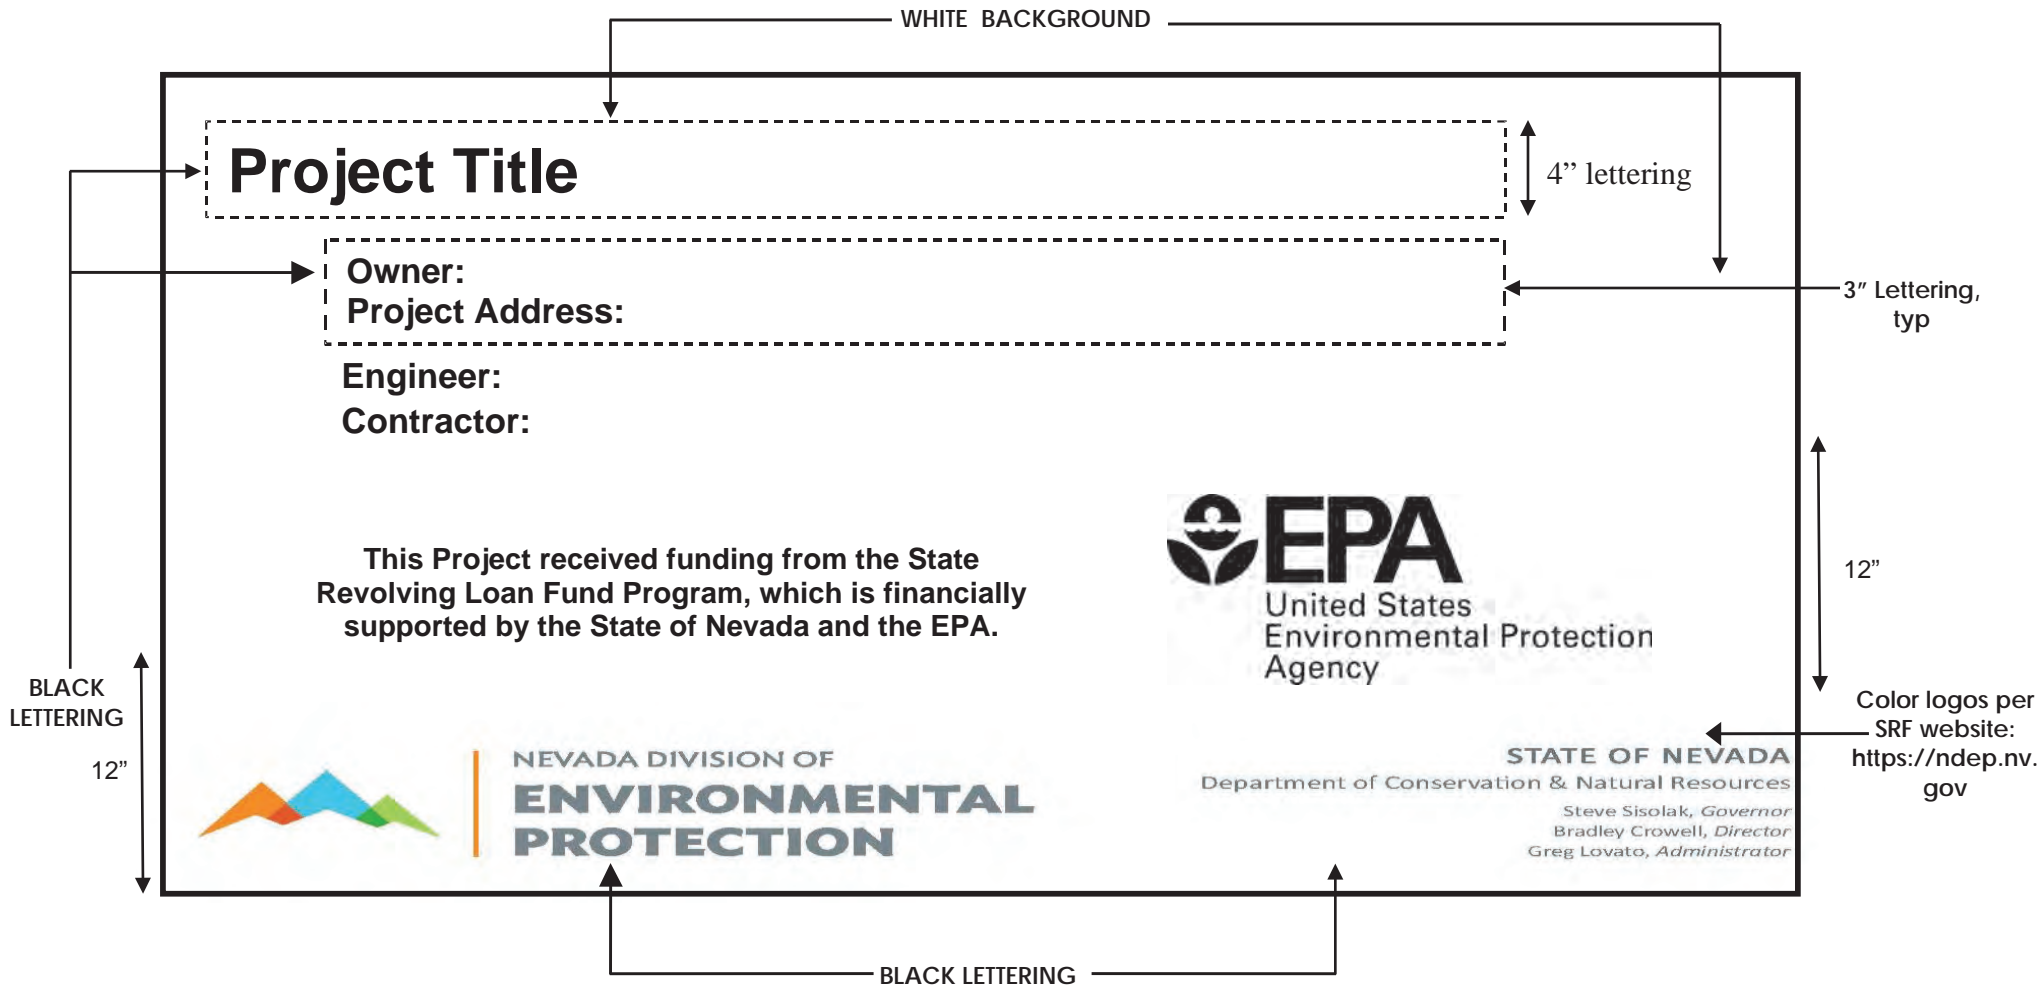 WHITE BACKGROUND
Project Title
4” lettering
Owner:
Project Address:
3” Lettering,
typ
Engineer:
Contractor:
EPA
United States
Environmental Protection
Agency
12”
This Project received funding from the State
Revolving Loan Fund Program, which is financially
supported by the State of Nevada and the EPA.
BLACK
LETTERING
12”
Color logos per
SRF website:
https://ndep.nv.
gov
NEVADA DIVISION OF
ENVIRONMENTAL
PROTECTION
STATE OF NEVADA
Department of Conservation & Natural Resources
Steve Sisolak, Governor
Bradley Crowell, Director
Greg Lovato, Administrator
BLACK LETTERING